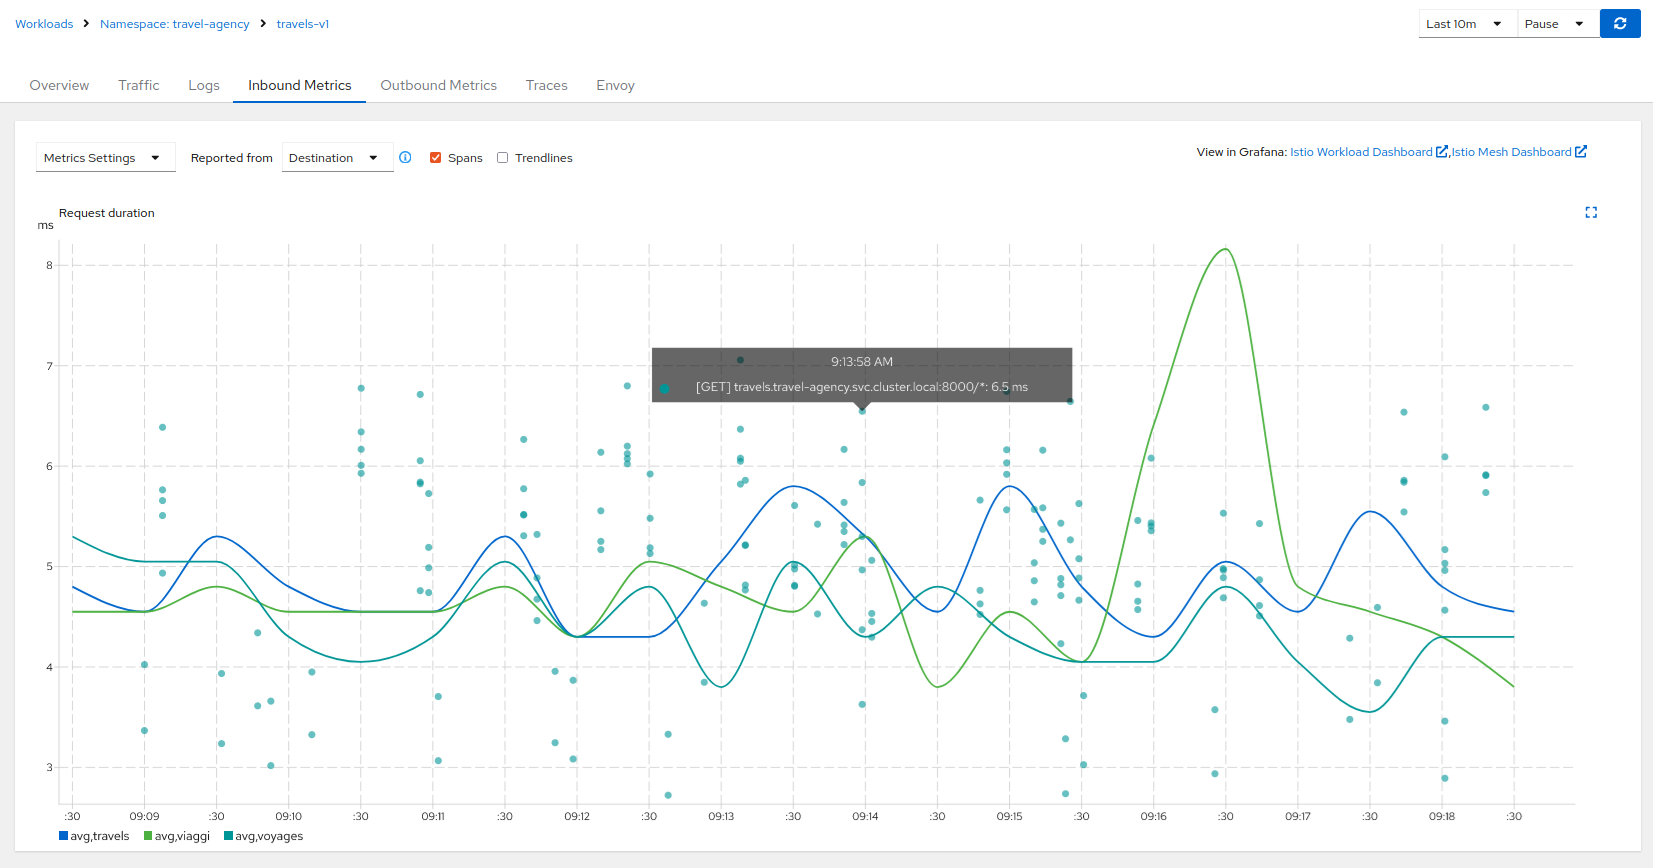 Workloads > Namespace: travel-agency > travels-v1
Last 10m Pause
Overview Traffic Logs Inbound Metrics Outbound Metrics Traces Envoy
Metrics Settings Reported from Destination Spans Trendlines
View in Grafana: Istio Workload Dashboard ,Istio Mesh Dashboard
Request duration
ms
8
7
6
5
4
3
9:13:58 AM
[GET] travels.travel-agency.svc.cluster.local:8000/*: 6.5 ms
:30 09:09 :30 09:10 :30 09:11 :30 09:12 :30 09:13 :30 09:14 :30 09:15 :30 09:16 :30 09:17 :30 09:18 :30
avg,travels avg,viaggi avg,voyages